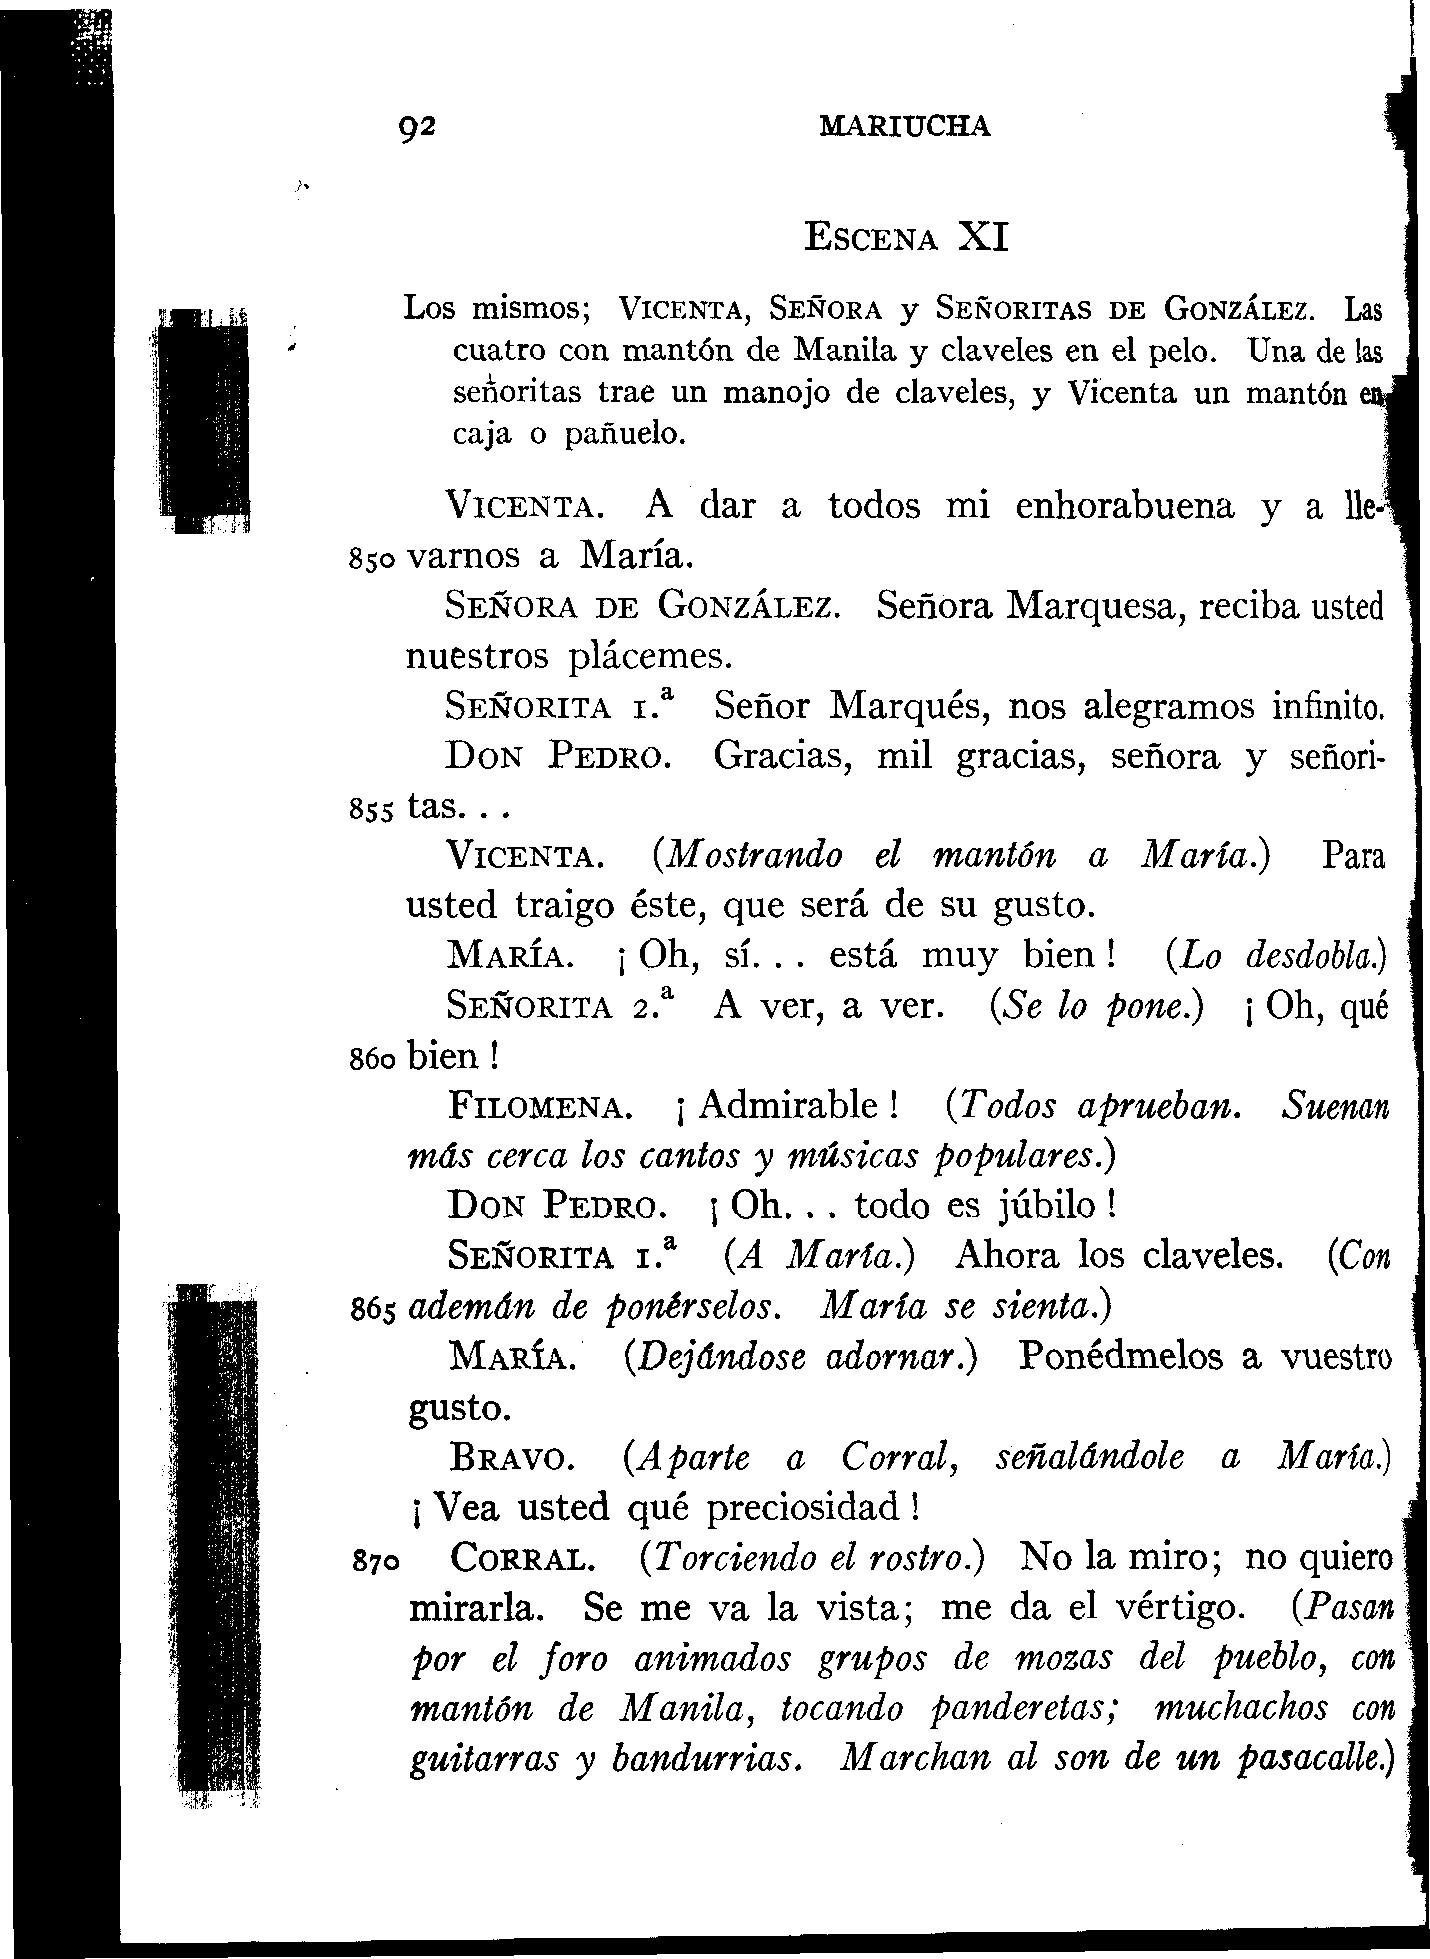 92 MARIUCHA
ESCENA XI
Los mismos; VICENTA, SEÑORA y SEÑORITAS DE GONZÁLEZ. Las
cuatro con mantón de Manila y claveles en el pelo. Una de las
señoritas trae un manojo de claveles, y Vicenta un mantón en
caja o pañuelo.
VICENTA. A dar a todos mi enhorabuena y a lle-
850 varnos a María.
SEÑORA DE GONZÁLEZ. Señora Marquesa, reciba usted
nuestros plácemes.
SEÑORITA 1.ª Señor Marqués, nos alegramos infinito.
DON PEDRO. Gracias, mil gracias, señora y señori-
855 tas. . .
VICENTA. (Mostrando el mantón a María.) Para
usted traigo éste, que será de su gusto.
MARÍA. ¡ Oh, sí. . . está muy bien ! (Lo desdobla.)
SEÑORITA 2.ª A ver, a ver. (Se lo pone.) ¡ Oh, qué
860 bien !
FILOMENA. ¡ Admirable ! (Todos aprueban. Suenan
más cerca los cantos y músicas populares.)
DON PEDRO. ¡ Oh. . . todo es júbilo !
SEÑORITA 1.ª (A María.) Ahora los claveles. (Con
865 ademán de ponérselos. María se sienta.)
MARÍA. (Dejándose adornar.) Ponédmelos a vuestro
gusto.
BRAVO. (Aparte a Corral, señalándole a María.)
¡ Vea usted qué preciosidad !
870 CORRAL. (Torciendo el rostro.) No la miro; no quiero
mirarla. Se me va la vista; me da el vértigo. (Pasan
por el foro animados grupos de mozas del pueblo, con
mantón de Manila, tocando panderetas; muchachos con
guitarras y bandurrias. Marchan al son de un pasacalle.)